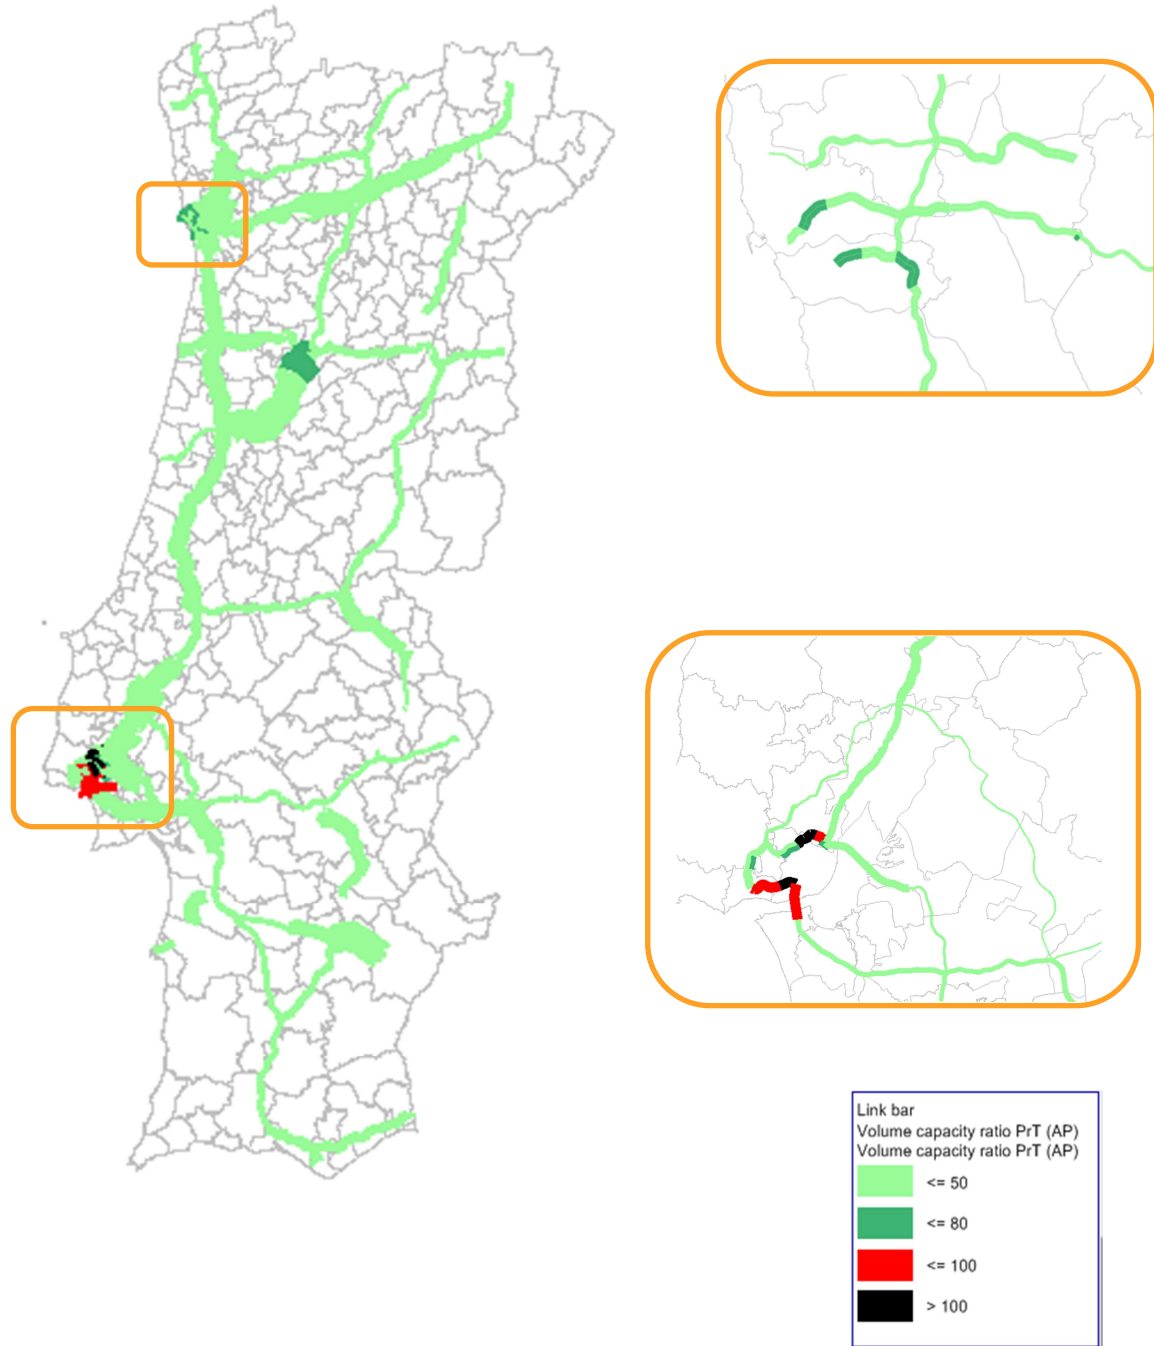 Link bar
Volume capacity ratio PrT (AP)
Volume capacity ratio PrT (AP)
<= 50
<= 80
<= 100
> 100